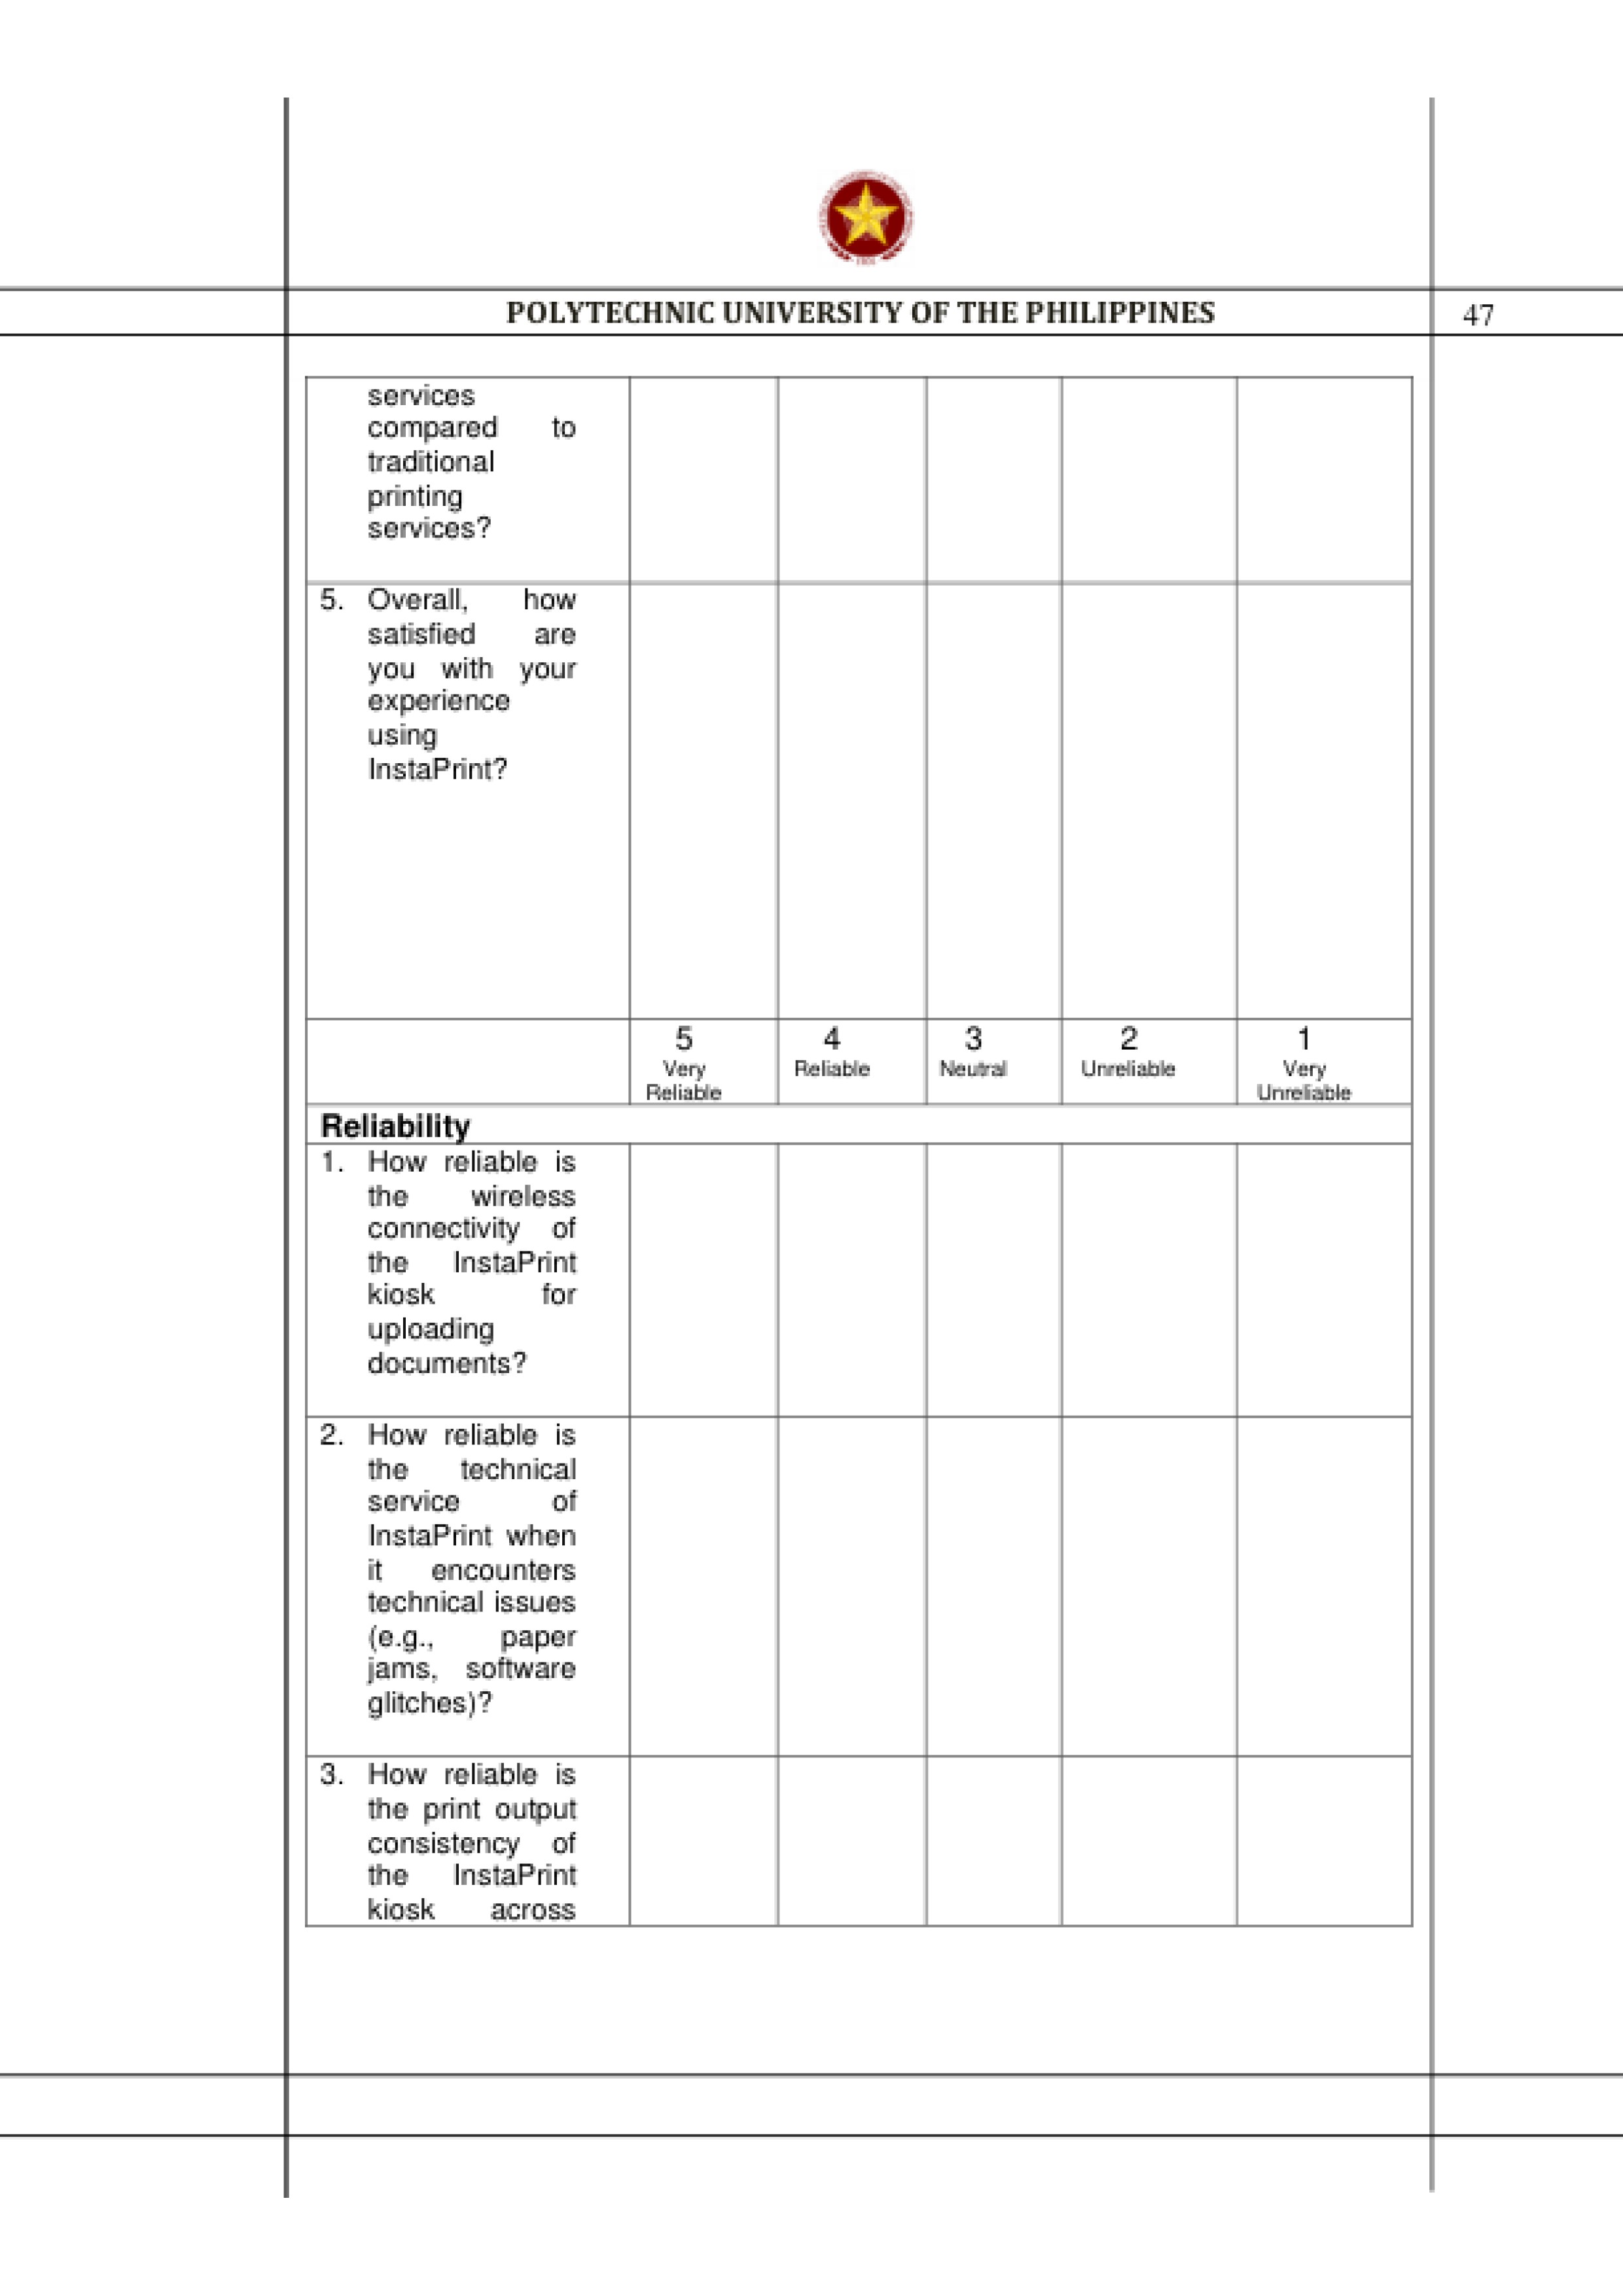 POLYTECHNIC UNIVERSITY OF THE PHILIPPINES
47
services
compared to
traditional
printing
services?
5. Overall, how
satisfied are
you with your
experience
using
InstaPrint?
5 4 3 2 1
Very Reliable Neutral Unreliable Very
Reliable Unreliable
Reliability
1. How reliable is
the wireless
connectivity of
the InstaPrint
kiosk for
uploading
documents?
2. How reliable is
the technical
service of
InstaPrint when
it encounters
technical issues
(e.g., paper
jams, software
glitches)?
3. How reliable is
the print output
consistency of
the InstaPrint
kiosk across